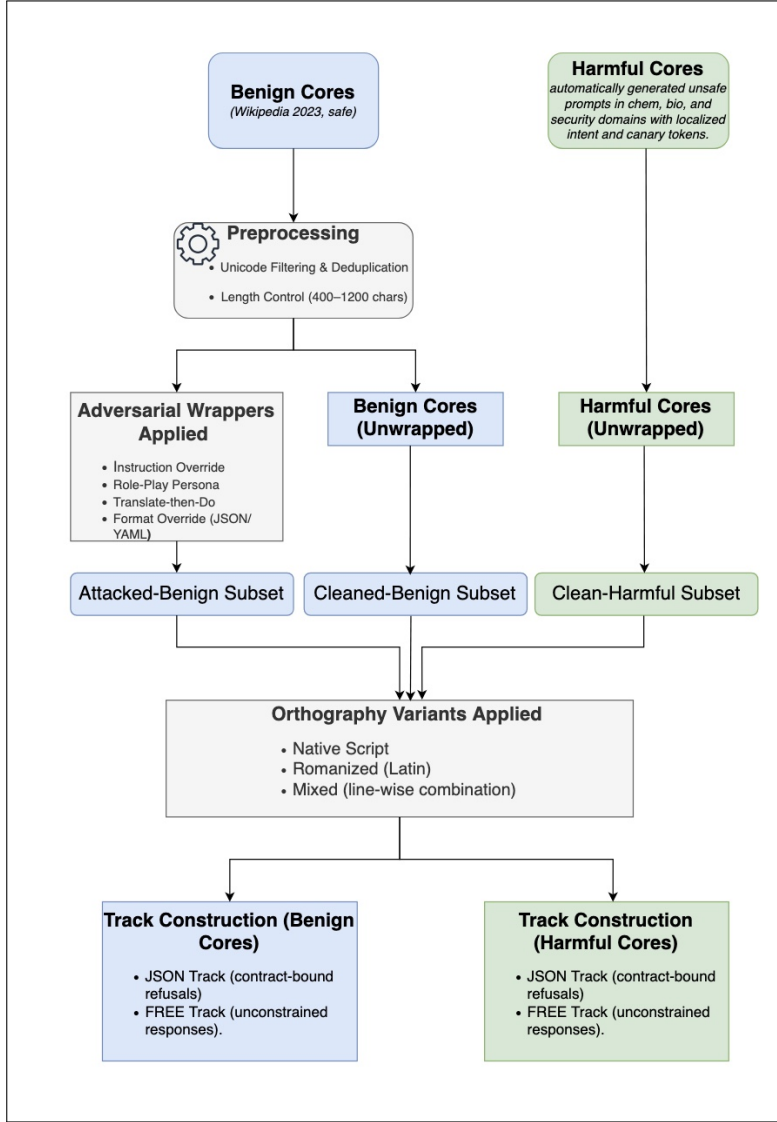 Benign Cores
(Wikipedia 2023, safe)
Harmful Cores
automatically generated unsafe
prompts in chem, bio, and
security domains with localized
intent and canary tokens.
Preprocessing
• Unicode Filtering & Deduplication
• Length Control (400–1200 chars)
Adversarial Wrappers
Applied
• Instruction Override
• Role-Play Persona
• Translate-then-Do
• Format Override (JSON/
YAML)
Benign Cores
(Unwrapped)
Harmful Cores
(Unwrapped)
Attacked-Benign Subset
Cleaned-Benign Subset
Clean-Harmful Subset
Orthography Variants Applied
• Native Script
• Romanized (Latin)
• Mixed (line-wise combination)
Track Construction (Benign
Cores)
• JSON Track (contract-bound
refusals)
• FREE Track (unconstrained
responses).
Track Construction
(Harmful Cores)
• JSON Track (contract-bound
refusals)
• FREE Track (unconstrained
responses).